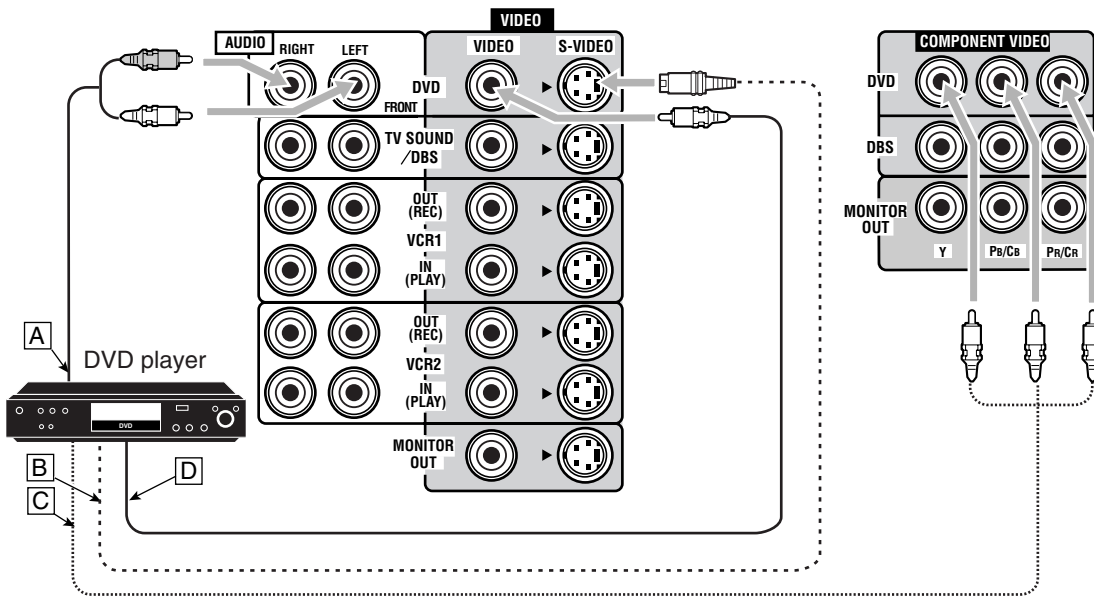 VIDEO
AUDIO RIGHT LEFT VIDEO S-VIDEO
DVD
FRONT
TV SOUND
/DBS
OUT
(REC)
VCR1
IN
(PLAY)
OUT
(REC)
VCR2
IN
(PLAY)
MONITOR
OUT
COMPONENT VIDEO
DVD
DBS
MONITOR
OUT
Y PB/CB PR/CR
A
DVD player
DVD
B
D
C